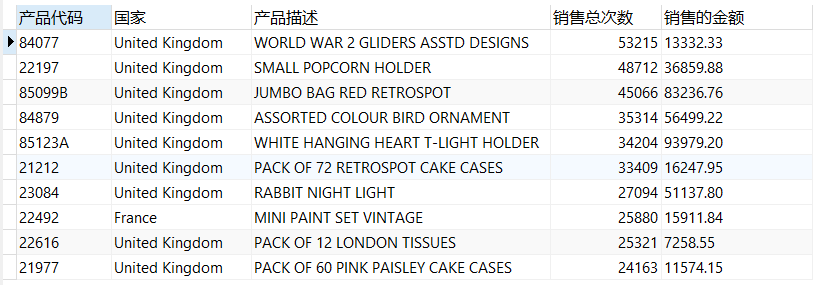 产品代码 国家 产品描述 销售总次数 销售的金额
84077 United Kingdom WORLD WAR 2 GLIDERS ASSTD DESIGNS 53215 13332.33
22197 United Kingdom SMALL POPCORN HOLDER 48712 36859.88
85099B United Kingdom JUMBO BAG RED RETROSPOT 45066 83236.76
84879 United Kingdom ASSORTED COLOUR BIRD ORNAMENT 35314 56499.22
85123A United Kingdom WHITE HANGING HEART T-LIGHT HOLDER 34204 93979.20
21212 United Kingdom PACK OF 72 RETROSPOT CAKE CASES 33409 16247.95
23084 United Kingdom RABBIT NIGHT LIGHT 27094 51137.80
22492 France MINI PAINT SET VINTAGE 25880 15911.84
22616 United Kingdom PACK OF 12 LONDON TISSUES 25321 7258.55
21977 United Kingdom PACK OF 60 PINK PAISLEY CAKE CASES 24163 11574.15